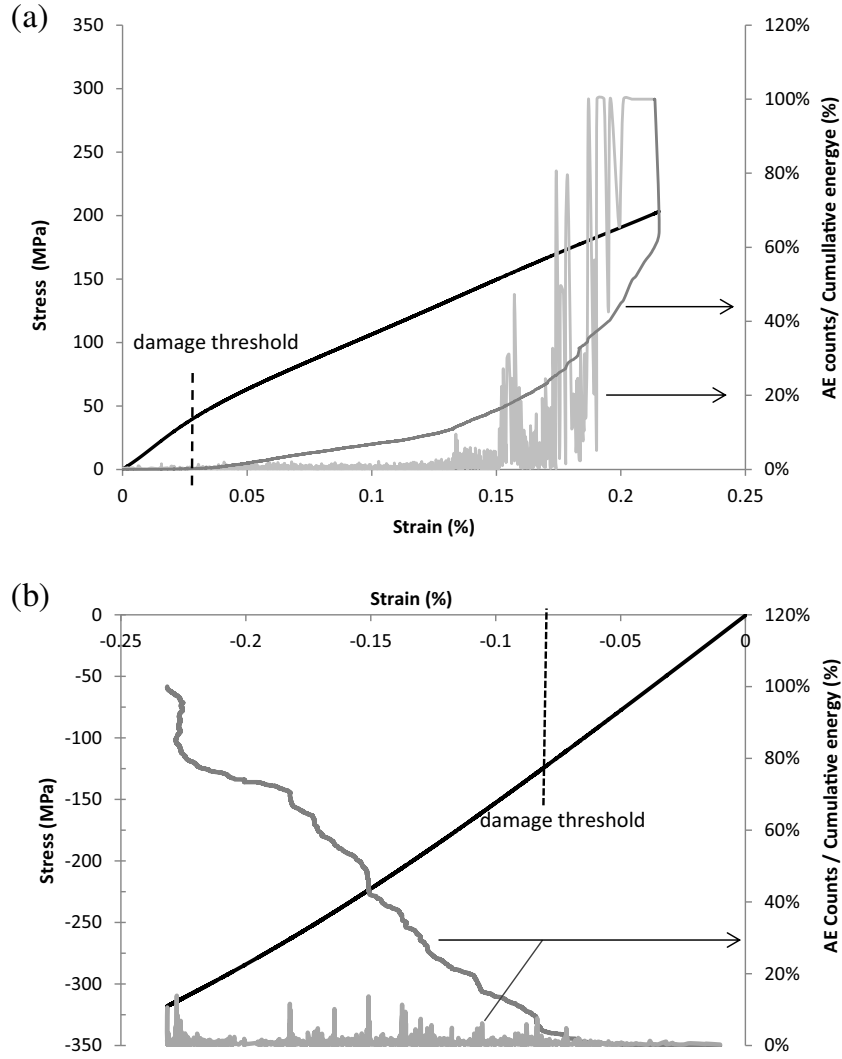 (a)
350
300
250
200
150
100
50
0
Stress (MPa)
damage threshold
0 0.05 0.1 0.15 0.2 0.25
Strain (%)
120%
100%
80%
60%
40%
20%
0%
AE counts/ Cumullative energye (%)
(b)
Strain (%)
-0.25 -0.2 -0.15 -0.1 -0.05 0
0
-50
-100
-150
-200
-250
-300
-350
Stress (MPa)
damage threshold
120%
100%
80%
60%
40%
20%
0%
AE Counts / Cumulative energy (%)